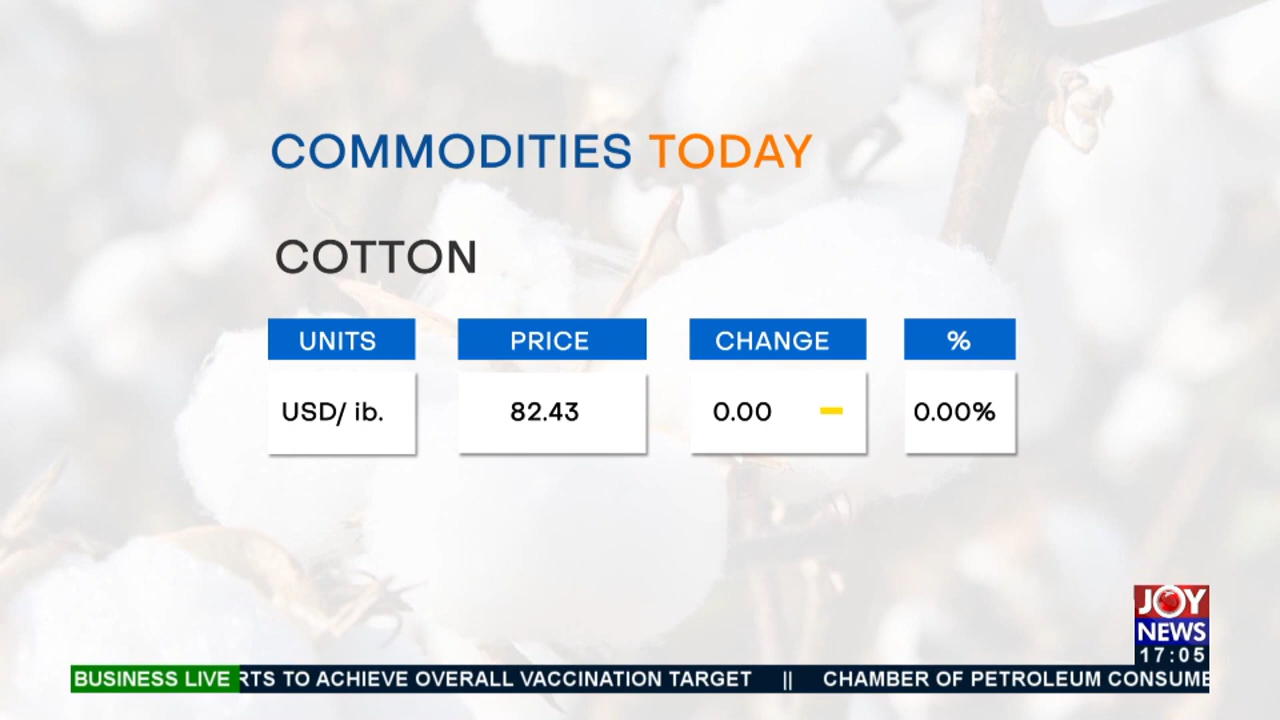 COMMODITIES TODAY
COTTON
UNITS PRICE CHANGE %
USD/ ib. 82.43 0.00 0.00%
JOY
NEWS
17:05
BUSINESS LIVE RTS TO ACHIEVE OVERALL VACCINATION TARGET || CHAMBER OF PETROLEUM CONSUME